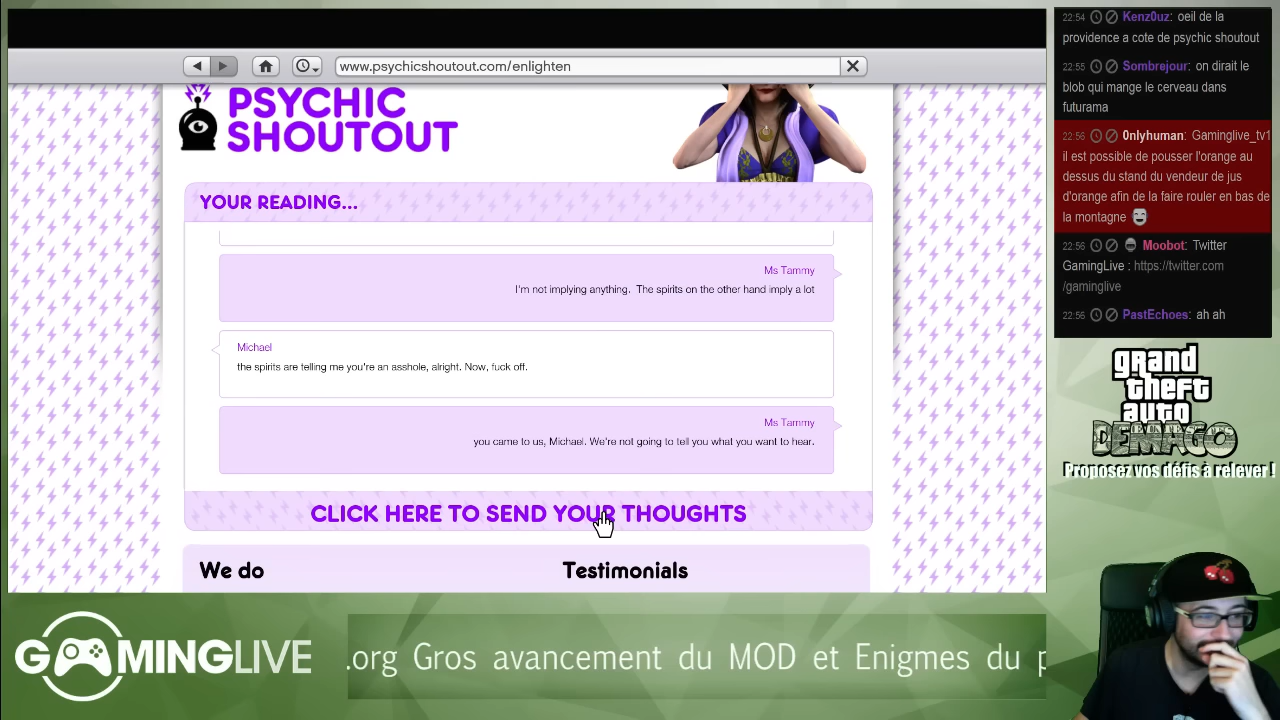 www.psychicshoutout.com/enlighten
PSYCHIC
SHOUTOUT
YOUR READING...
Ms Tammy
I'm not implying anything. The spirits on the other hand imply a lot
Michael
the spirits are telling me you're an asshole, alright. Now, fuck off.
Ms Tammy
you came to us, Michael. We're not going to tell you what you want to hear.
CLICK HERE TO SEND YOUR THOUGHTS
We do
Testimonials
22:54 Kenz0uz: oeil de la
providence a cote de psychic shoutout
22:55 Sombrejour: on dirait le
blob qui mange le cerveau dans
futurama
22:56 0nlyhuman: Gaminglive_tv1
il est possible de pousser l'orange au
dessus du stand du vendeur de jus
d'orange afin de la faire rouler en bas de
la montagne
22:56 Moobot: Twitter
GamingLive : https://twitter.com
/gaminglive
22:56 PastEchoes: ah ah
grand
theft
auto
DEMAGO
Proposez vos défis à relever !
GAMINGLIVE
.org Gros avancement du MOD et Enigmes du p